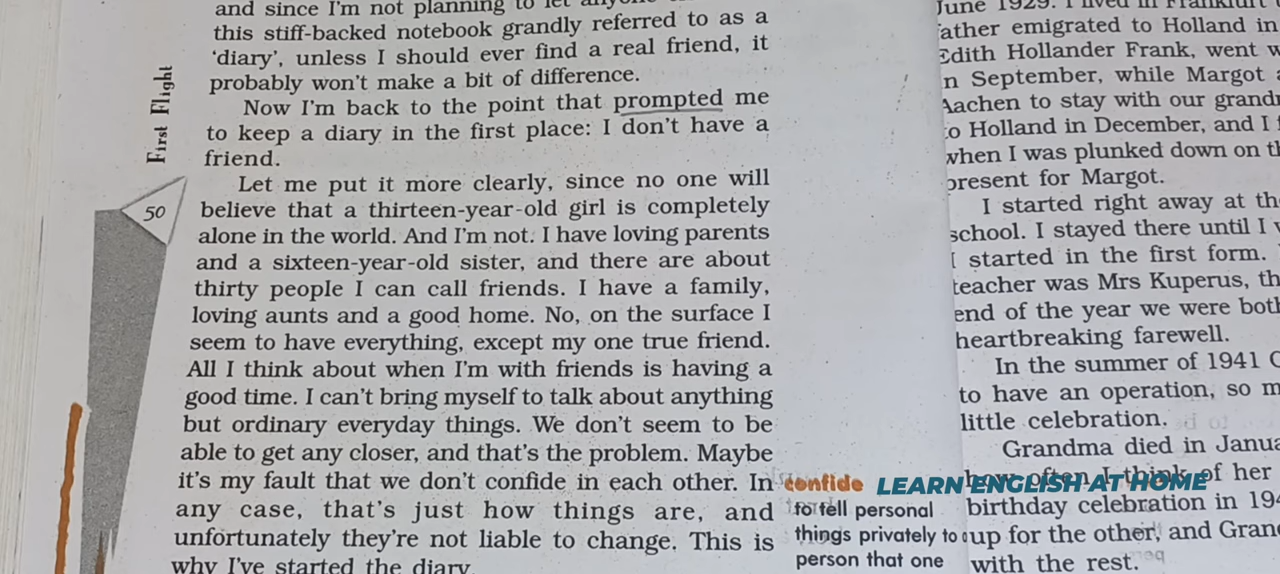 and since I'm not planning to let
this stiff-backed notebook grandly referred to as a
'diary', unless I should ever find a real friend, it
probably won't make a bit of difference.
Now I'm back to the point that prompted me
to keep a diary in the first place: I don't have a
friend.
Let me put it more clearly, since no one will
believe that a thirteen-year-old girl is completely
alone in the world. And I'm not. I have loving parents
and a sixteen-year-old sister, and there are about
thirty people I can call friends. I have a family,
loving aunts and a good home. No, on the surface I
seem to have everything, except my one true friend.
All I think about when I'm with friends is having a
good time. I can't bring myself to talk about anything
but ordinary everyday things. We don't seem to be
able to get any closer, and that's the problem. Maybe
it's my fault that we don't confide in each other. In
any case, that's just how things are, and
unfortunately they're not liable to change. This is
why I've started the diary.
First Flight
50
confide
to tell personal
things privately to a
person that one
LEARN ENGLISH AT HOME
June 1929. I lived in Frankfurt
ather emigrated to Holland in
Edith Hollander Frank, went
n September, while Margot
Aachen to stay with our
to Holland in December, and I
when I was plunked down on
present for Margot.
I started right away at
school. I stayed there until I
I started in the first form.
teacher was Mrs Kuperus,
end of the year we were both
heartbreaking farewell.
In the summer of 1941
to have an operation, so
little celebration.
Grandma died in
how often I think of her
birthday celebration in
up for the other, and
with the rest.